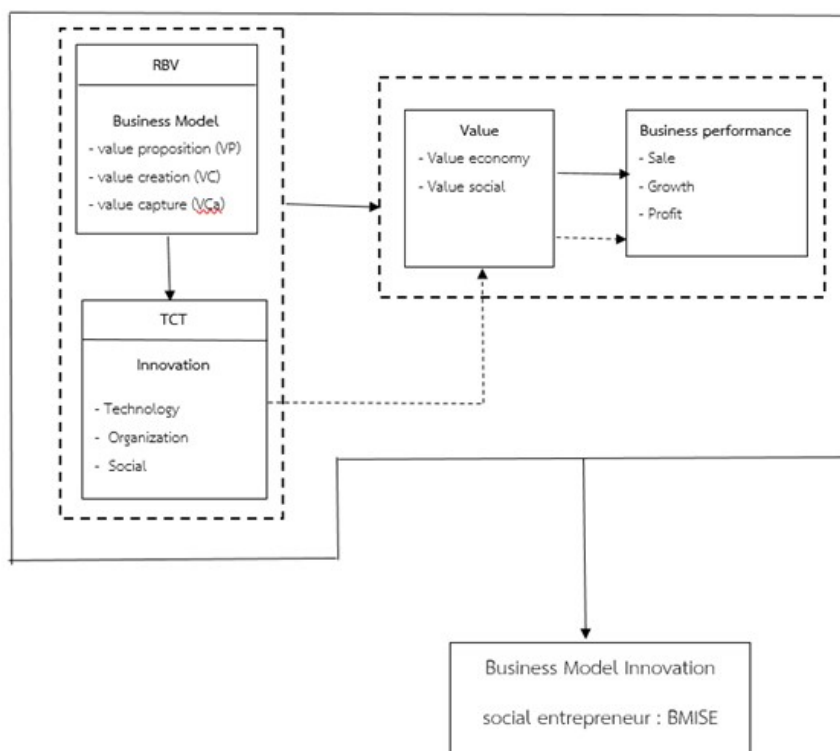 RBV
Business Model
- value proposition (VP)
- value creation (VC)
- value capture (VCa)
TCT
Innovation
- Technology
- Organization
- Social
Value
- Value economy
- Value social
Business performance
- Sale
- Growth
- Profit
Business Model Innovation
social entrepreneur : BMISE